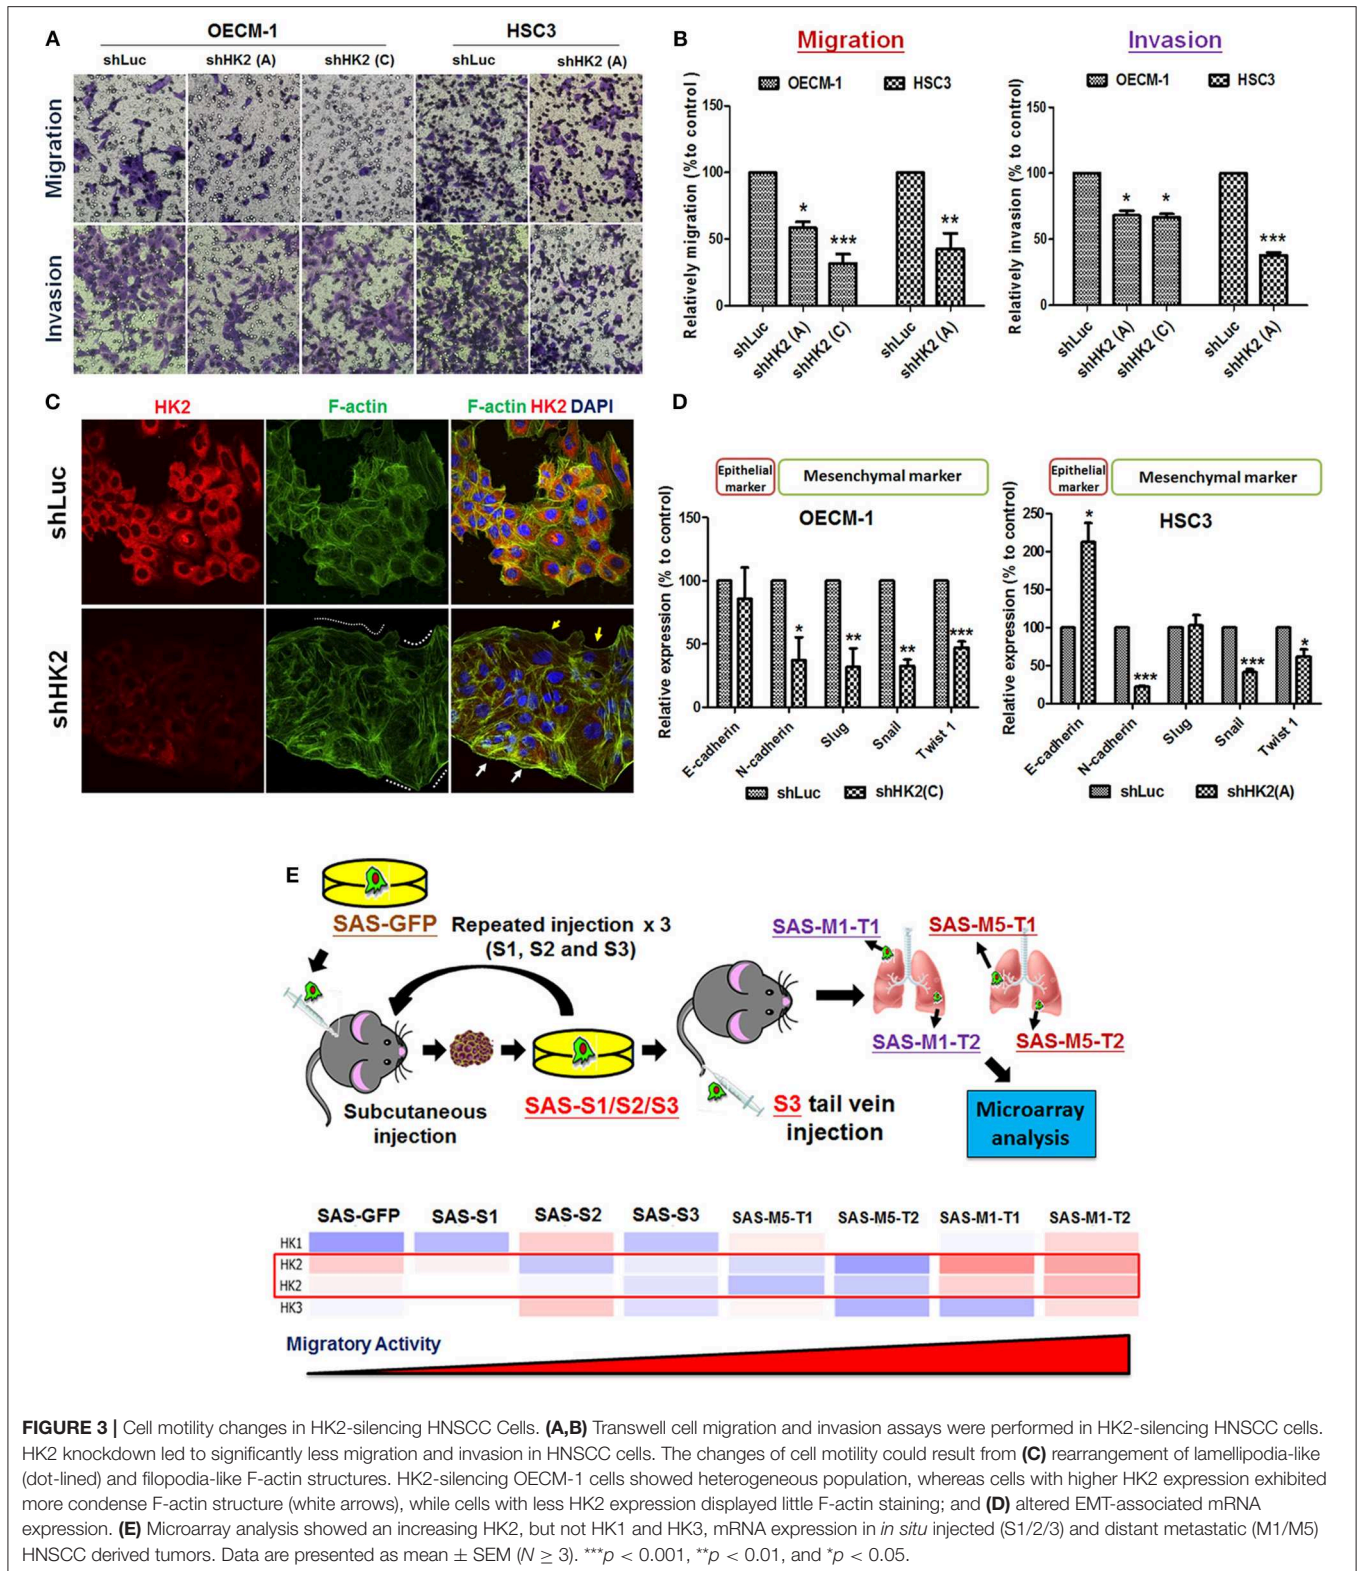 A
OECM-1
HSC3
shLuc
shHK2 (A)
shHK2 (C)
shLuc
shHK2 (A)
Migration
Invasion
B
Migration
Invasion
OECM-1
HSC3
OECM-1
HSC3
Relatively migration (%to control)
150
100
50
0
*
***
**
shLuc
shHK2 (A)
shHK2 (C)
shLuc
shHK2 (A)
Relatively invasion (% to control)
150
100
50
0
*
*
***
shLuc
shHK2 (A)
shHK2 (C)
shLuc
shHK2 (A)
C
HK2
F-actin
F-actin HK2 DAPI
shLuc
shHK2
D
Epithelial
marker
Mesenchymal marker
OECM-1
Relative expression (% to control)
150
100
50
0
*
**
**
***
E-cadherin
N-cadherin
Slug
Snail
Twist 1
shLuc
shHK2(C)
Epithelial
marker
Mesenchymal marker
HSC3
Relative expression (% to control)
250
200
150
100
50
0
*
***
***
*
E-cadherin
N-cadherin
Slug
Snail
Twist 1
shLuc
shHK2(A)
E
SAS-GFP
Repeated injection x 3
(S1, S2 and S3)
Subcutaneous
injection
SAS-S1/S2/S3
S3 tail vein
injection
SAS-M1-T1
SAS-M5-T1
SAS-M1-T2
SAS-M5-T2
Microarray
analysis
SAS-GFP
SAS-S1
SAS-S2
SAS-S3
SAS-M5-T1
SAS-M5-T2
SAS-M1-T1
SAS-M1-T2
HK1
HK2
HK2
HK3
Migratory Activity
FIGURE 3 | Cell motility changes in HK2-silencing HNSCC Cells. (A,B) Transwell cell migration and invasion assays were performed in HK2-silencing HNSCC cells.
HK2 knockdown led to significantly less migration and invasion in HNSCC cells. The changes of cell motility could result from (C) rearrangement of lamellipodia-like
(dot-lined) and filopodia-like F-actin structures. HK2-silencing OECM-1 cells showed heterogeneous population, whereas cells with higher HK2 expression exhibited
more condense F-actin structure (white arrows), while cells with less HK2 expression displayed little F-actin staining; and (D) altered EMT-associated mRNA
expression. (E) Microarray analysis showed an increasing HK2, but not HK1 and HK3, mRNA expression in in situ injected (S1/2/3) and distant metastatic (M1/M5)
HNSCC derived tumors. Data are presented as mean ± SEM (N ≥ 3). ***p < 0.001, **p < 0.01, and *p < 0.05.